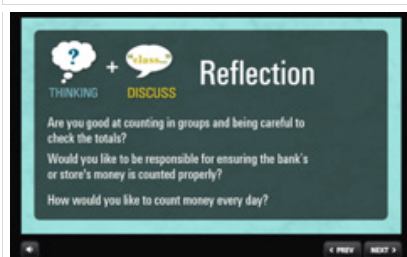 ?
"class..."
+
Reflection
THINKING
DISCUSS
Are you good at counting in groups and being careful to
check the totals?
Would you like to be responsible for ensuring the bank's
or store's money is counted properly?
How would you like to count money every day?
< PREV
NEXT >